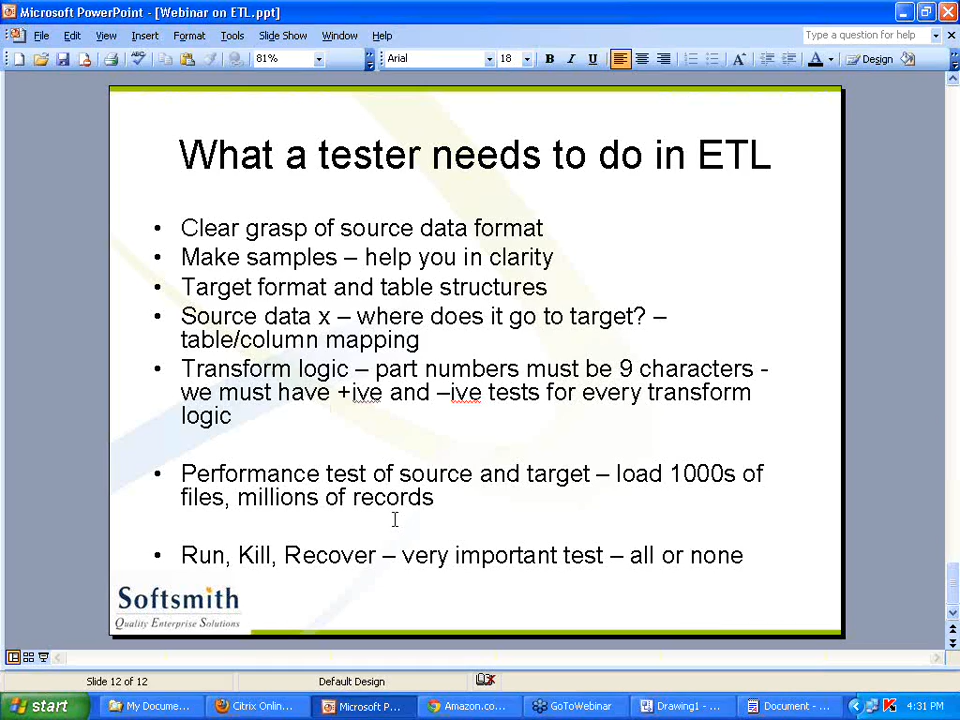 Microsoft PowerPoint - [Webinar on ETL.ppt]
File Edit View Insert Format Tools Slide Show Window Help Type a question for help
81% Arial 18 B I U A A Design
What a tester needs to do in ETL
• Clear grasp of source data format
• Make samples – help you in clarity
• Target format and table structures
• Source data x – where does it go to target? –
table/column mapping
• Transform logic – part numbers must be 9 characters -
we must have +ive and –ive tests for every transform
logic
• Performance test of source and target – load 1000s of
files, millions of records
• Run, Kill, Recover – very important test – all or none
Softsmith
Quality Enterprise Solutions
Slide 12 of 12 Default Design
start My Docume... Citrix Onlin... Microsoft P... Amazon.co... GoToWebinar Drawing1 - ... Document - ... 4:31 PM